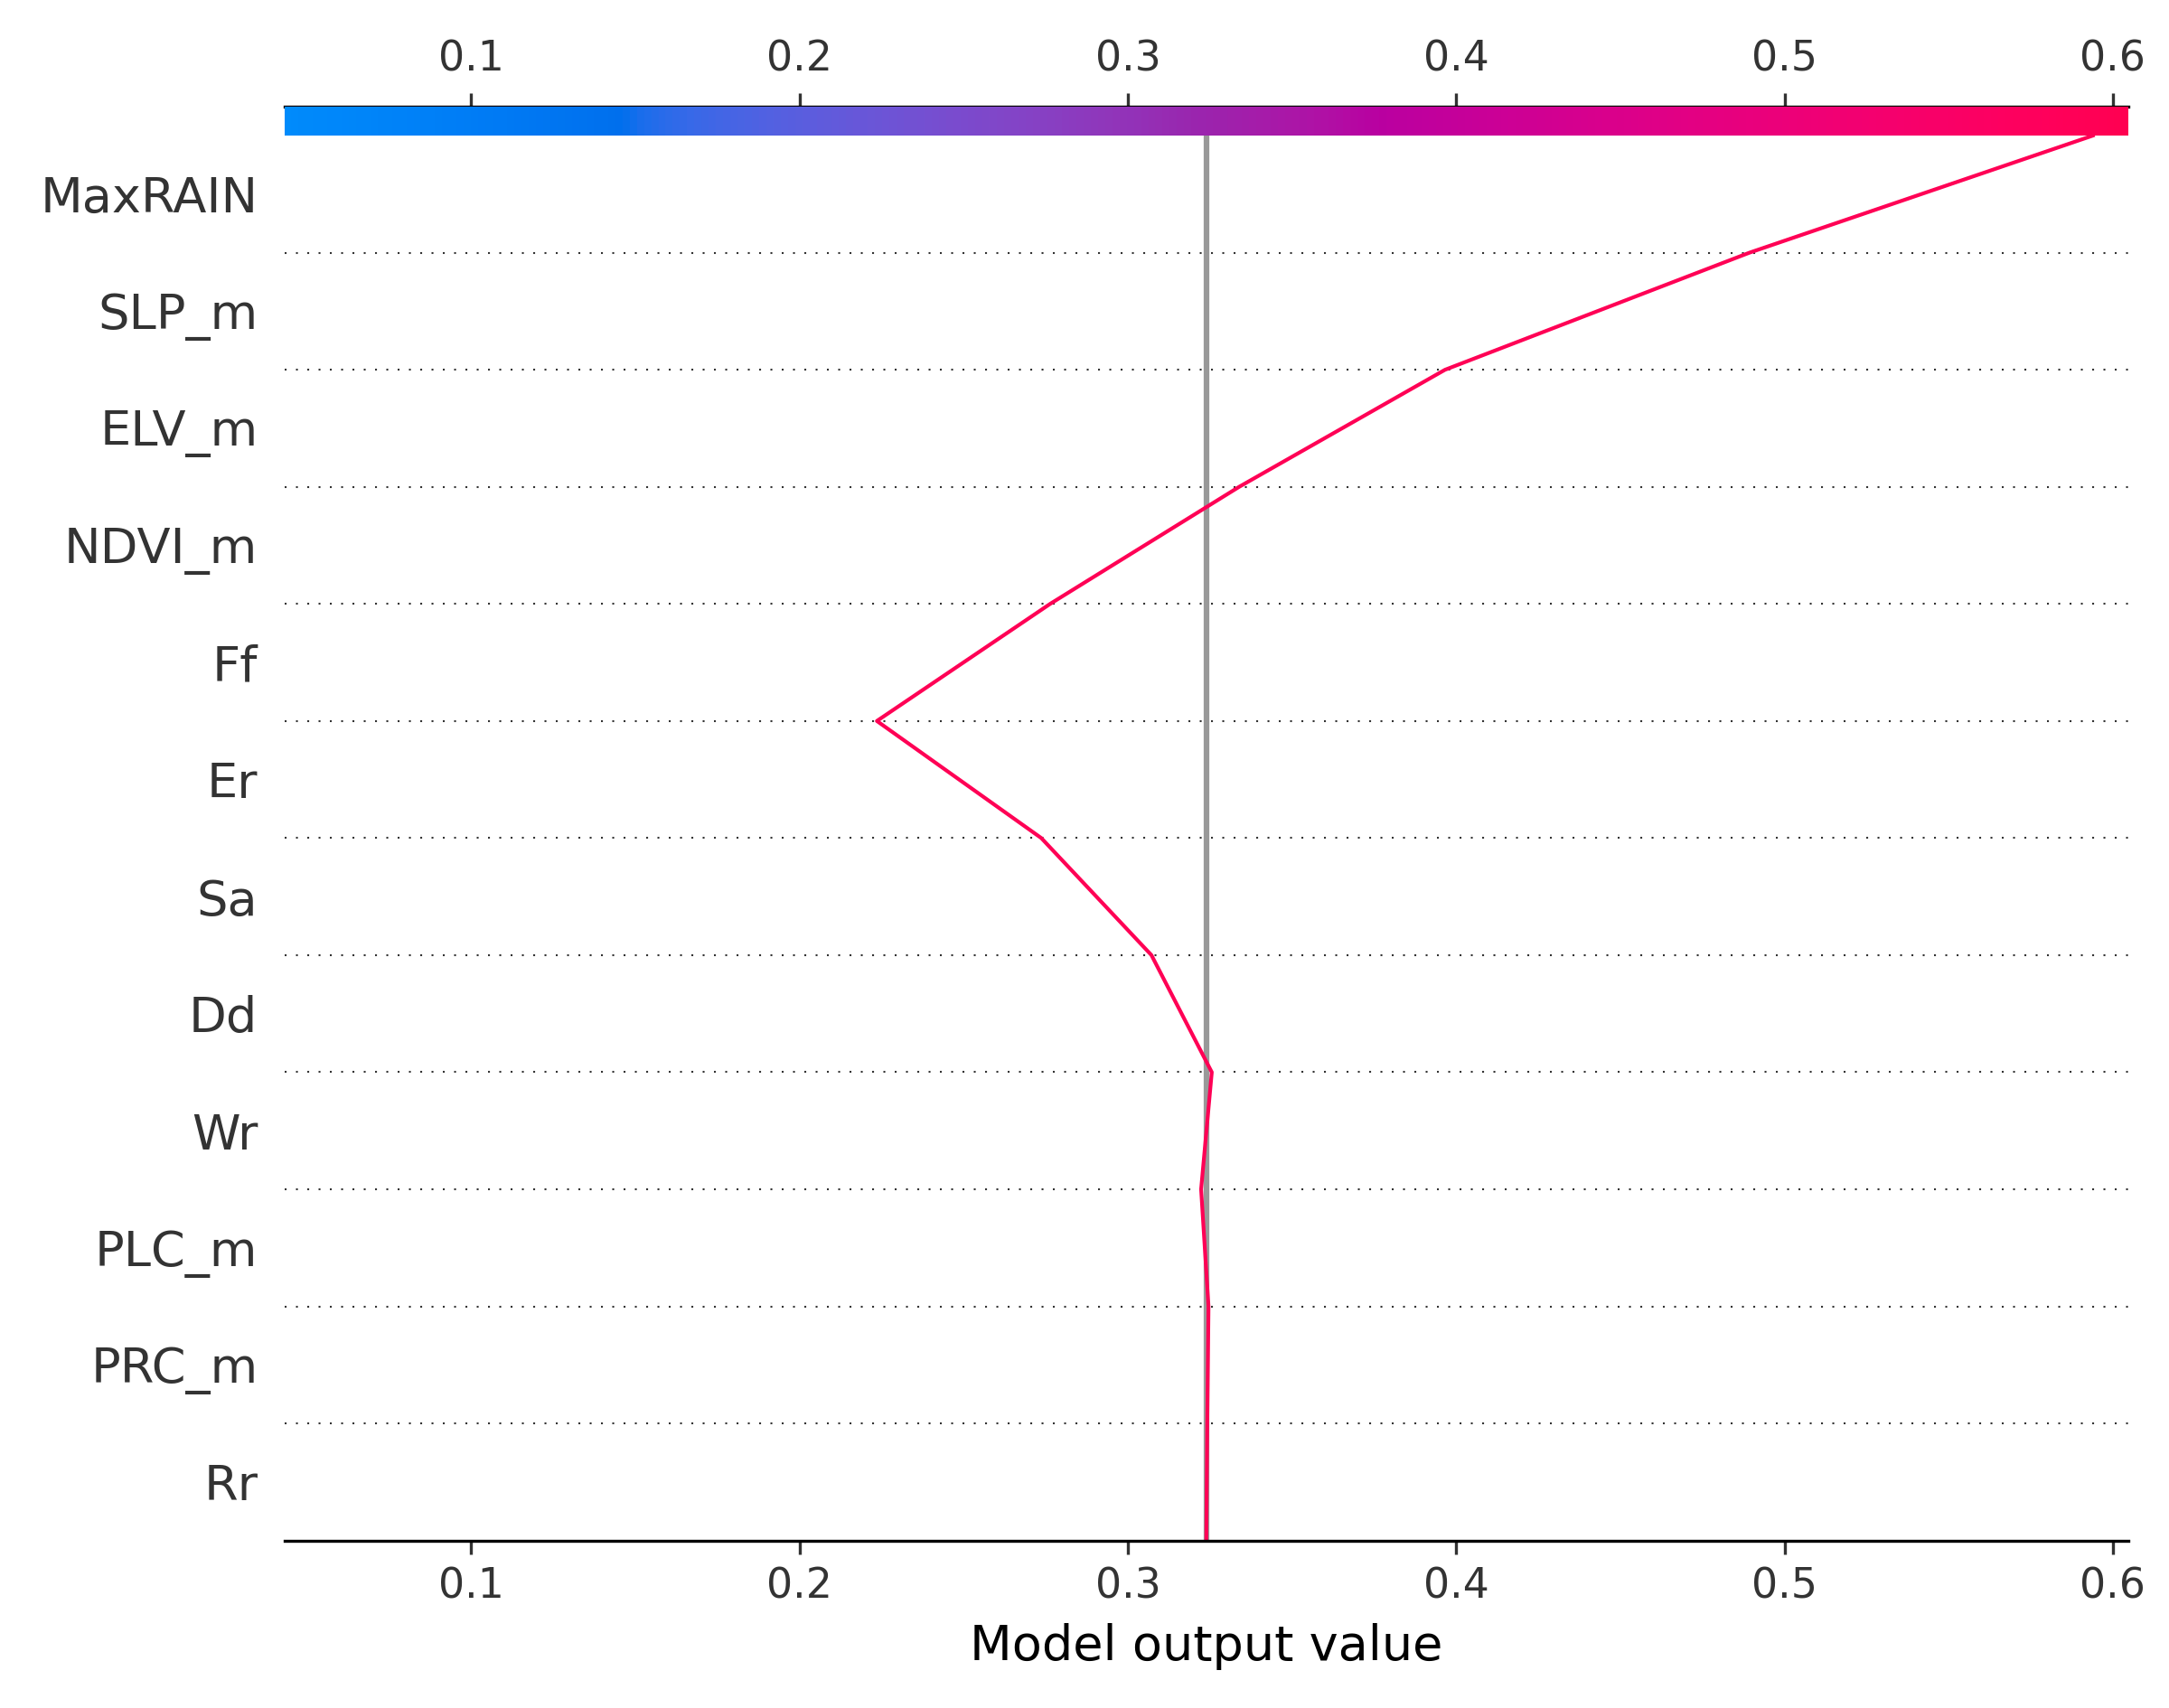 0.1 0.2 0.3 0.4 0.5 0.6
MaxRAIN
SLP_m
ELV_m
NDVI_m
Ff
Er
Sa
Dd
Wr
PLC_m
PRC_m
Rr
0.1 0.2 0.3 0.4 0.5 0.6
Model output value